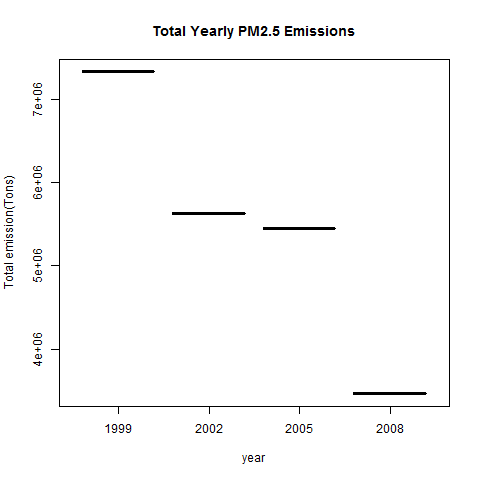 Total Yearly PM2.5 Emissions
Total emission(Tons)
7e+06
6e+06
5e+06
4e+06
1999 2002 2005 2008
year